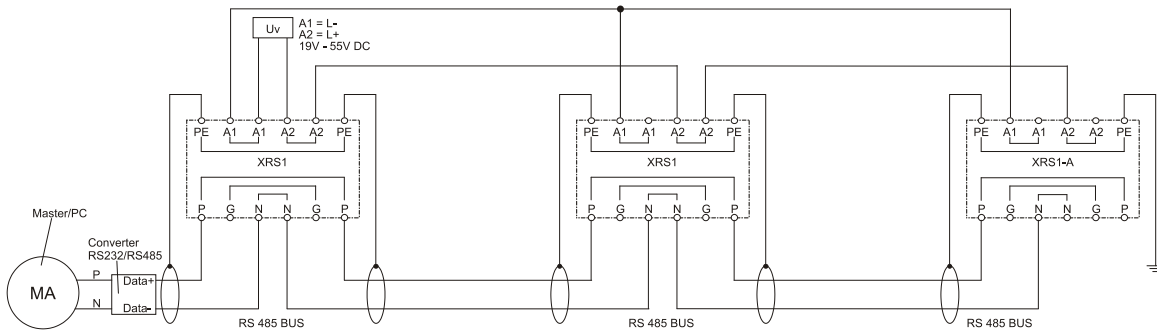 Uv
A1 = L-
A2 = L+
19V - 55V DC
PE A1 A1 A2 A2 PE
XRS1
P G N N G P
PE A1 A1 A2 A2 PE
XRS1
P G N N G P
PE A1 A1 A2 A2 PE
XRS1-A
P G N N G P
Master/PC
Converter
RS232/RS485
MA
P
N
Data+
Data-
RS 485 BUS
RS 485 BUS
RS 485 BUS